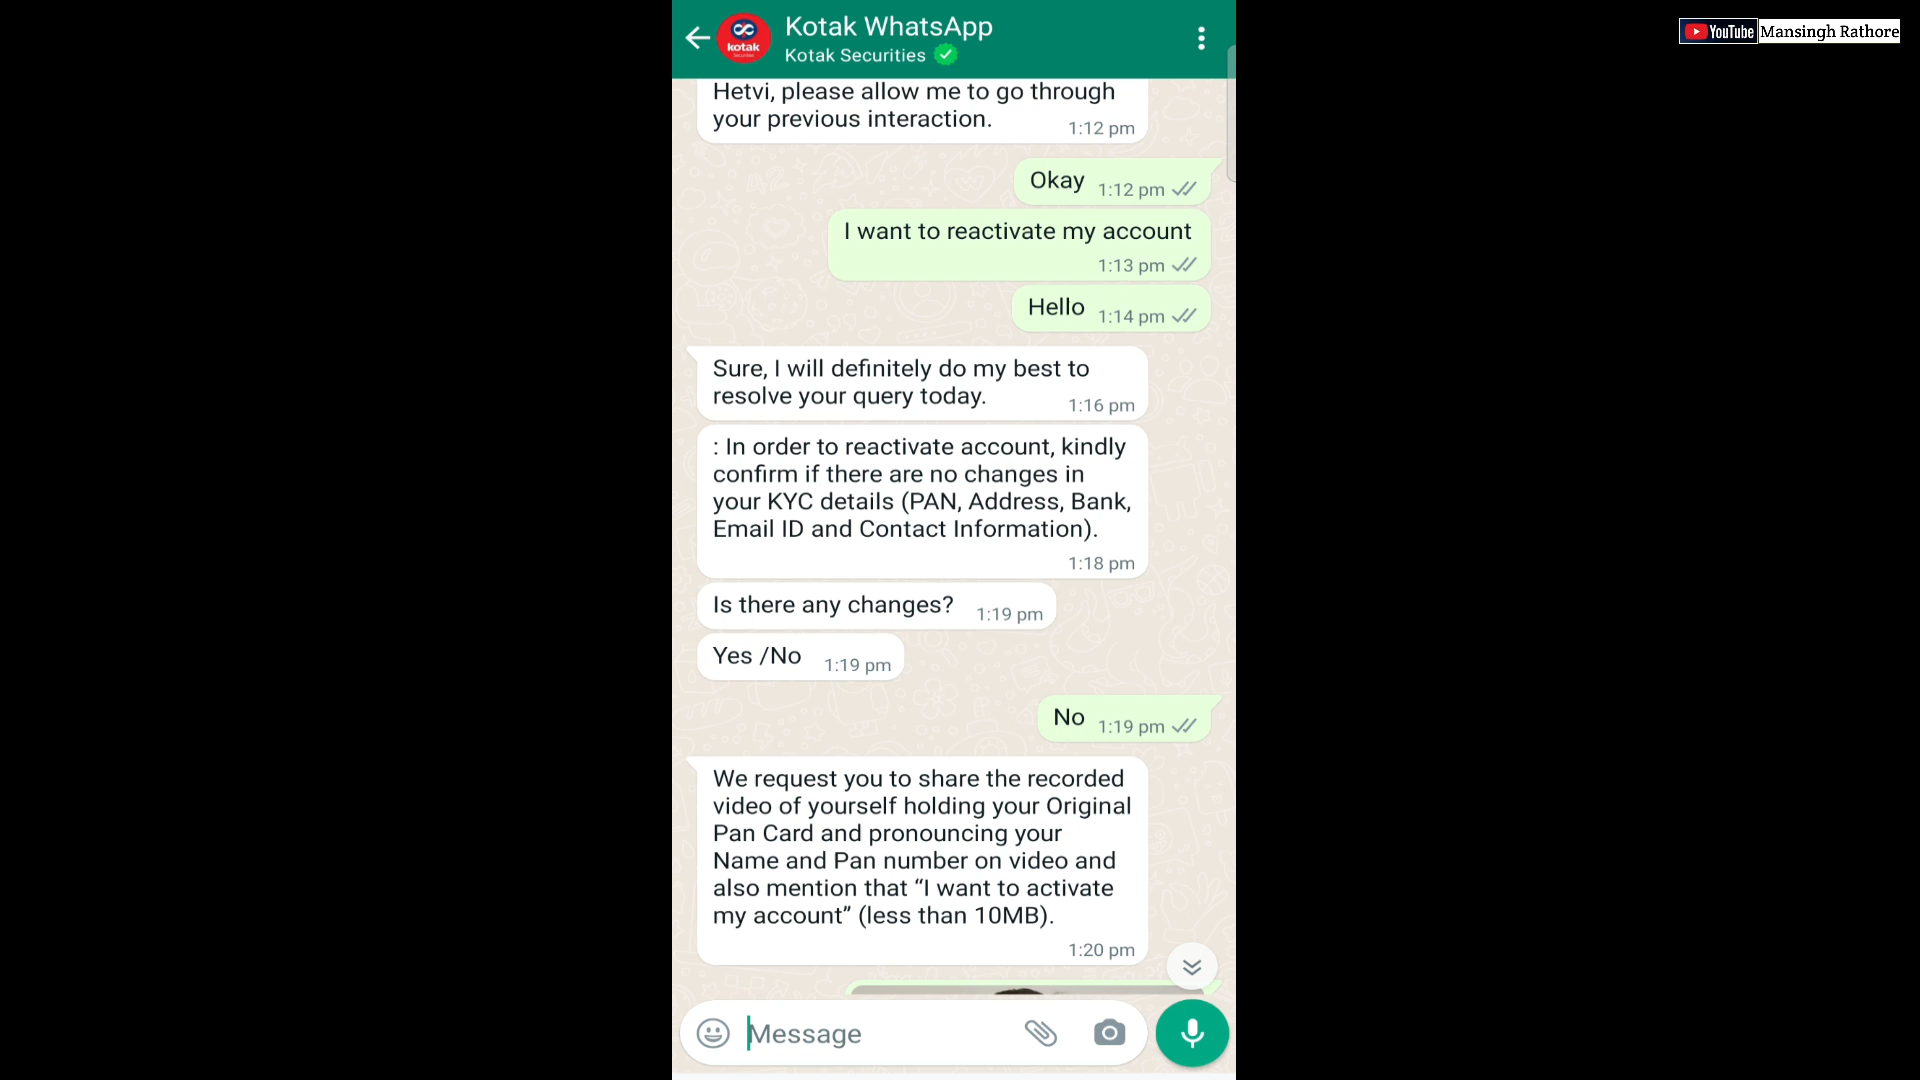 Kotak WhatsApp
kotak
Securities
Kotak Securities
YouTube Mansingh Rathore
Hetvi, please allow me to go through
your previous interaction.
1:12 pm
Okay 1:12 pm
I want to reactivate my account
1:13 pm
Hello 1:14 pm
Sure, I will definitely do my best to
resolve your query today.
1:16 pm
: In order to reactivate account, kindly
confirm if there are no changes in
your KYC details (PAN, Address, Bank,
Email ID and Contact Information).
1:18 pm
Is there any changes? 1:19 pm
Yes /No 1:19 pm
No 1:19 pm
We request you to share the recorded
video of yourself holding your Original
Pan Card and pronouncing your
Name and Pan number on video and
also mention that “I want to activate
my account” (less than 10MB).
1:20 pm
Message